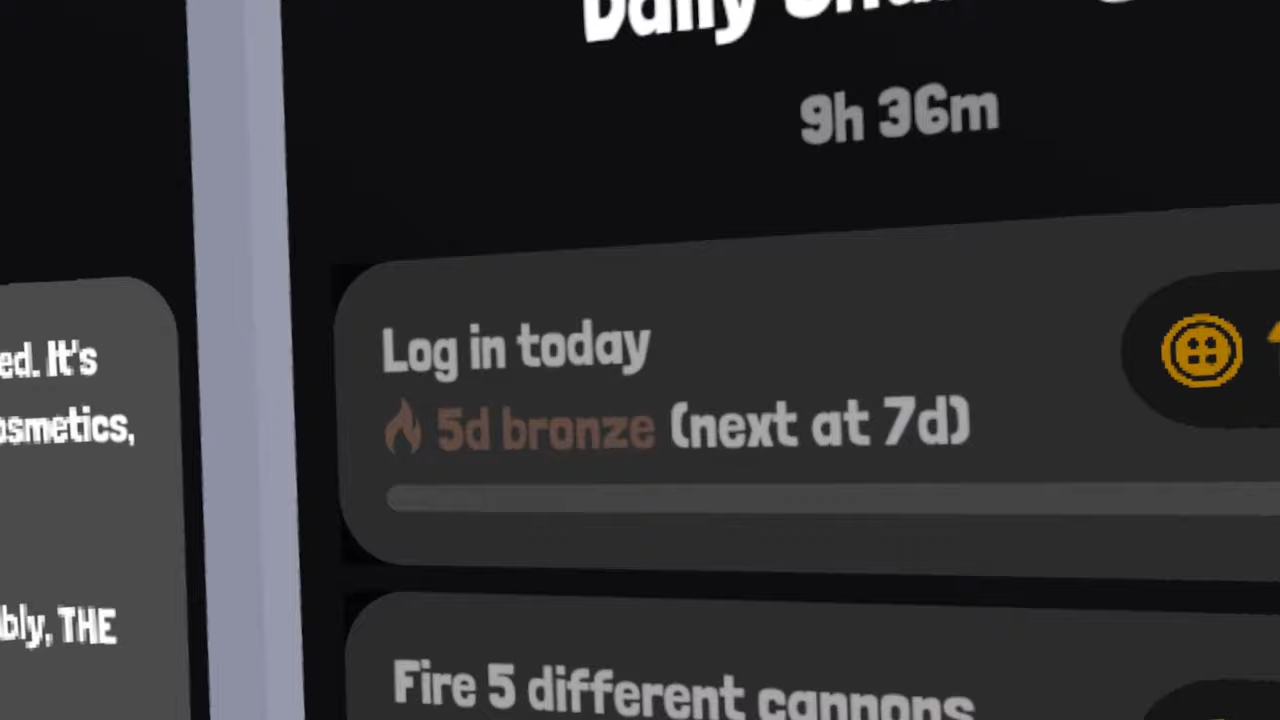 ed. It's
osmetics,
bly, THE
Daily
9h 36m
Log in today
5d bronze (next at 7d)
Fire 5 different cannons